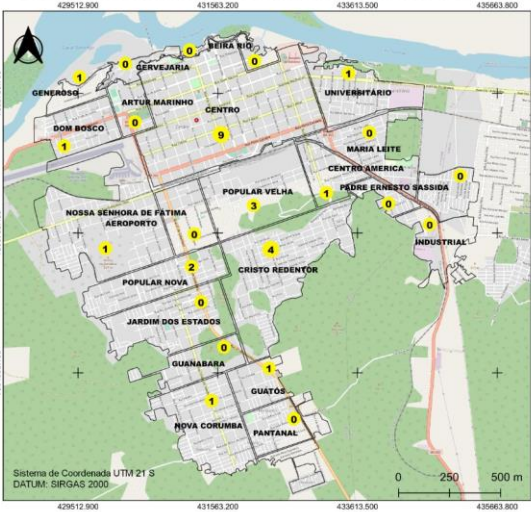 429512.900 431563.200 433613.500 435663.800
BEIRA RIO
0
0
0
CERVEJARIA
1
1
GENEROSO
UNIVERSITÁRIO
ARTUR MARINHO
CENTRO
0
DOM BOSCO
9
0
1
MARIA LEITE
CENTRO AMERICA
0
POPULAR VELHA
PADRE ERNESTO SASSIDA
1
3
0
NOSSA SENHORA DE FÁTIMA
AEROPORTO
0
0
INDUSTRIAL
1
4
2
CRISTO REDENTOR
POPULAR NOVA
0
JARDIM DOS ESTADOS
0
GUANABARA
1
GUATÓS
1
0
NOVA CORUMBA
PANTANAL
Sistema de Coordenada UTM 21 S
DATUM: SIRGAS 2000
0 250 500 m
429512.900 431563.200 433613.500 435663.800